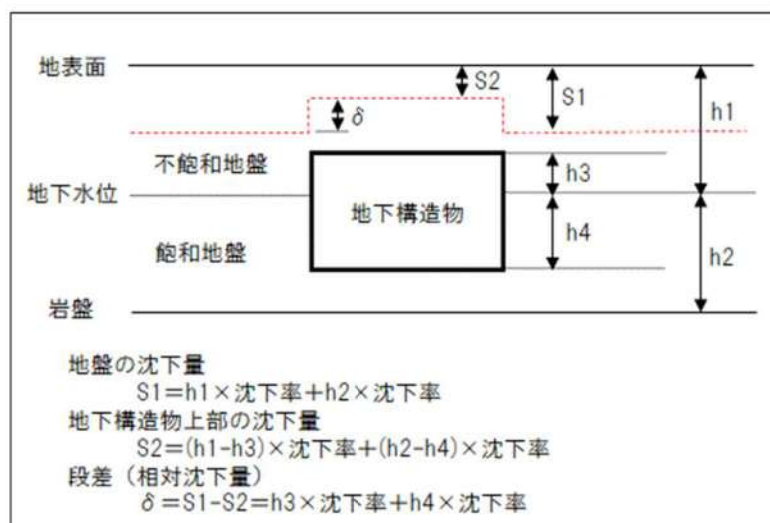 地表面
S2
S1
δ
h1
不飽和地盤
h3
地下水位
地下構造物
h4
飽和地盤
h2
岩盤
地盤の沈下量
S1=h1×沈下率+h2×沈下率
地下構造物上部の沈下量
S2=(h1-h3)×沈下率+(h2-h4)×沈下率
段差（相対沈下量）
δ=S1-S2=h3×沈下率+h4×沈下率